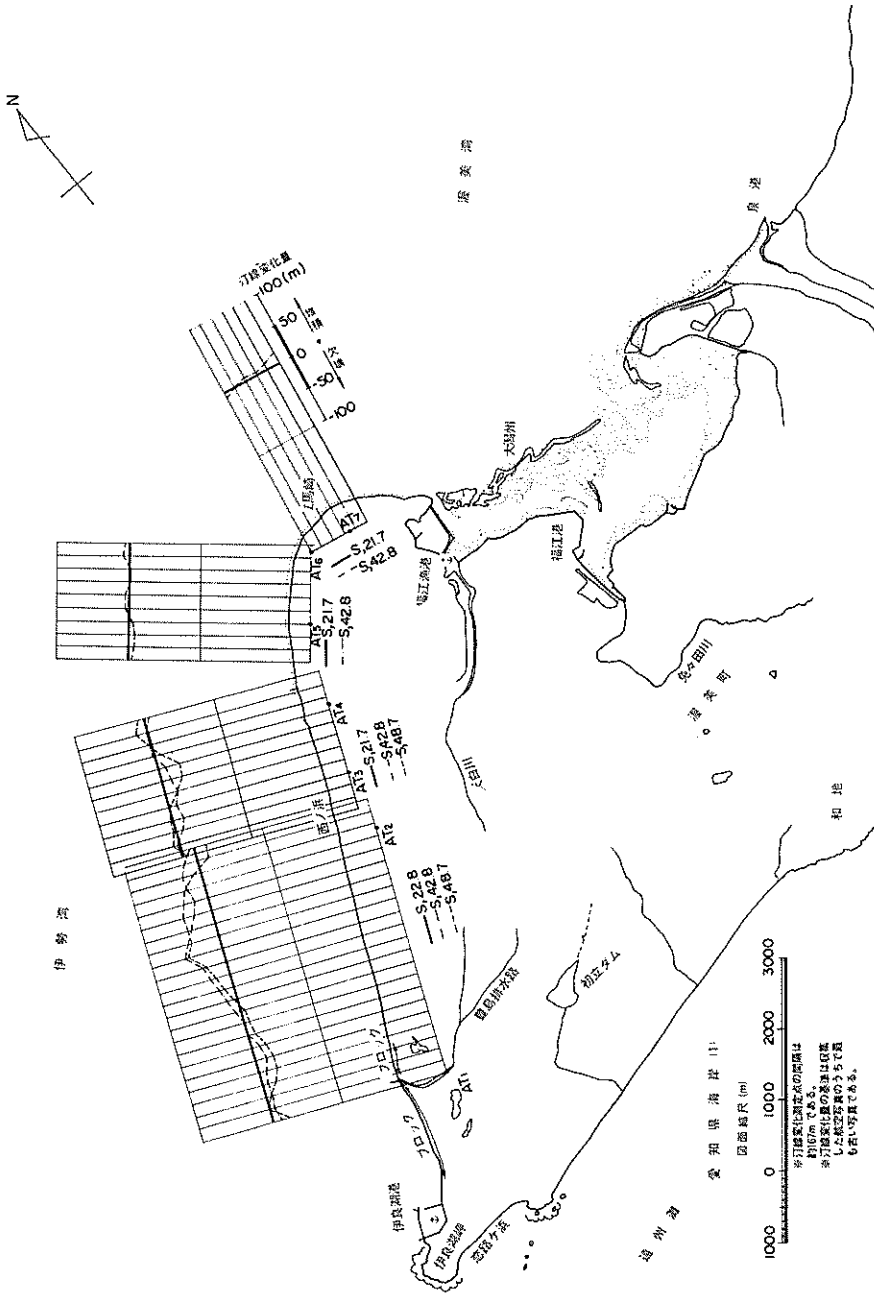 N
渥美湾
汀線変化量
100(m)
50
堆積
0
欠壊
-50
-100
立馬崎
AT7
S,21.7
S,42.8
AT6
AT5
S,21.7
S,42.8
AT4
AT3
S,21.7
S,42.8
S,48.7
西ノ浜
AT2
S,22.8
S,42.8
S,48.7
伊勢湾
ブロック
ブロック
AT1
伊良湖港
伊良湖岬
恋路ヶ浜
豊島排水路
初立ダム
天白川
福江漁港
大潟州
福江港
泉港
免々田川
渥美町
和地
遠州灘
愛知県海岸 (1)
図面縮尺 (m)
1000 0 1000 2000 3000
※汀線変化測定点の間隔は
約167mである。
※汀線変化量の基準は収集
した航空写真のうちで最
も古い写真である。